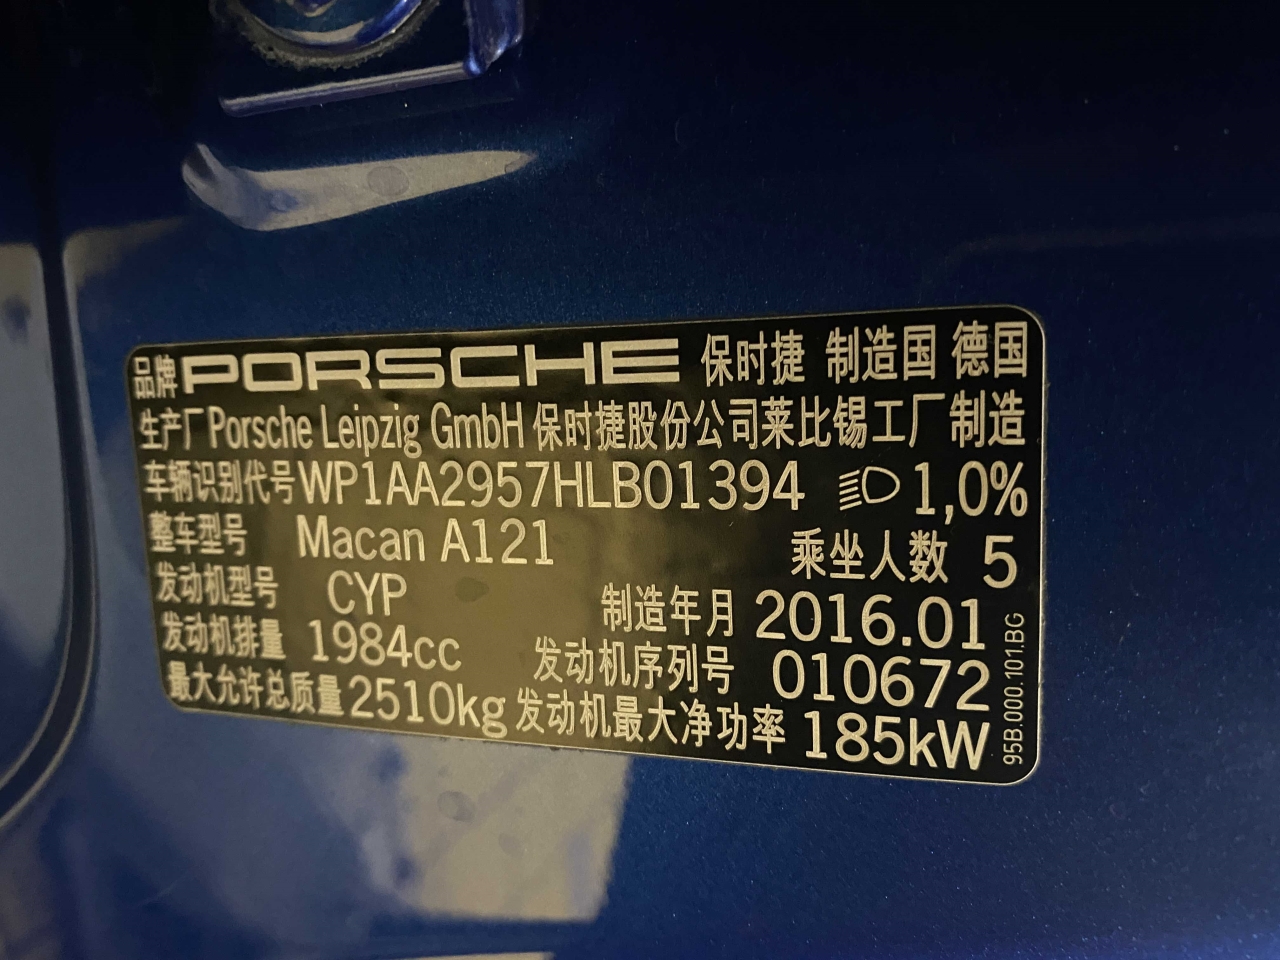 品牌 PORSCHE 保时捷 制造国 德国
生产厂 Porsche Leipzig GmbH 保时捷股份公司莱比锡工厂制造
车辆识别代号 WP1AA2957HLB01394 1,0%
整车型号 Macan A121 乘坐人数 5
发动机型号 CYP 制造年月 2016.01
发动机排量 1984cc 发动机序列号 010672
最大允许总质量 2510kg 发动机最大净功率 185kW
95B.000.101.BG